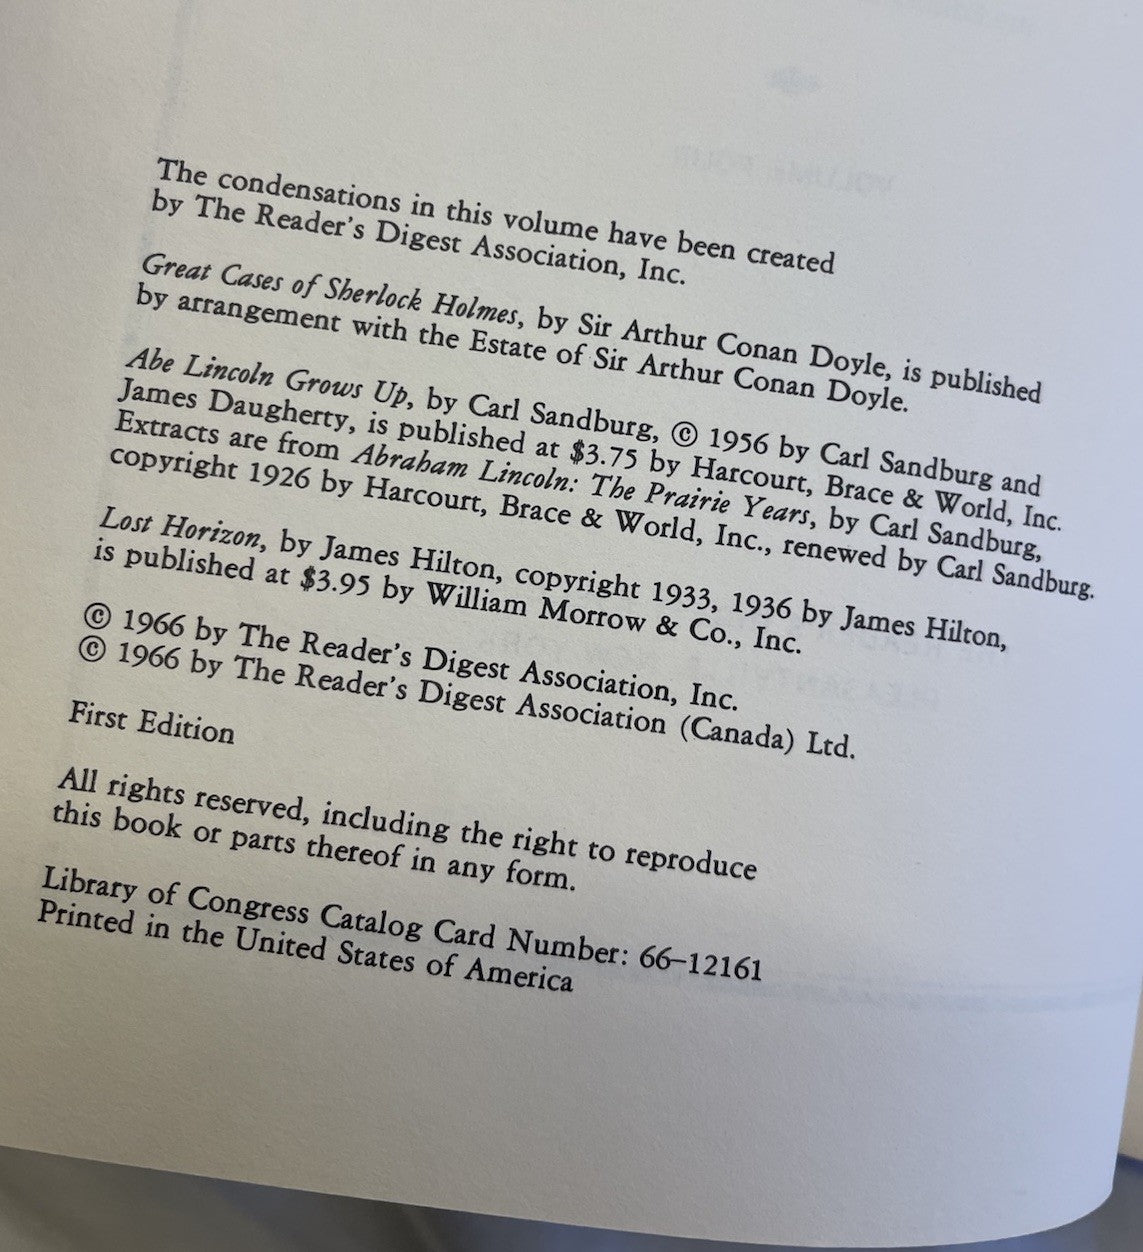 The condensations in this volume have been created
by The Reader's Digest Association, Inc.
Great Cases of Sherlock Holmes, by Sir Arthur Conan Doyle, is published
by arrangement with the Estate of Sir Arthur Conan Doyle.
Abe Lincoln Grows Up, by Carl Sandburg, © 1956 by Carl Sandburg and
James Daugherty, is published at $3.75 by Harcourt, Brace & World, Inc.
Extracts are from Abraham Lincoln: The Prairie Years, by Carl Sandburg,
copyright 1926 by Harcourt, Brace & World, Inc., renewed by Carl Sandburg.
Lost Horizon, by James Hilton, copyright 1933, 1936 by James Hilton,
is published at $3.95 by William Morrow & Co., Inc.
© 1966 by The Reader's Digest Association, Inc.
© 1966 by The Reader's Digest Association (Canada) Ltd.
First Edition
All rights reserved, including the right to reproduce
this book or parts thereof in any form.
Library of Congress Catalog Card Number: 66–12161
Printed in the United States of America